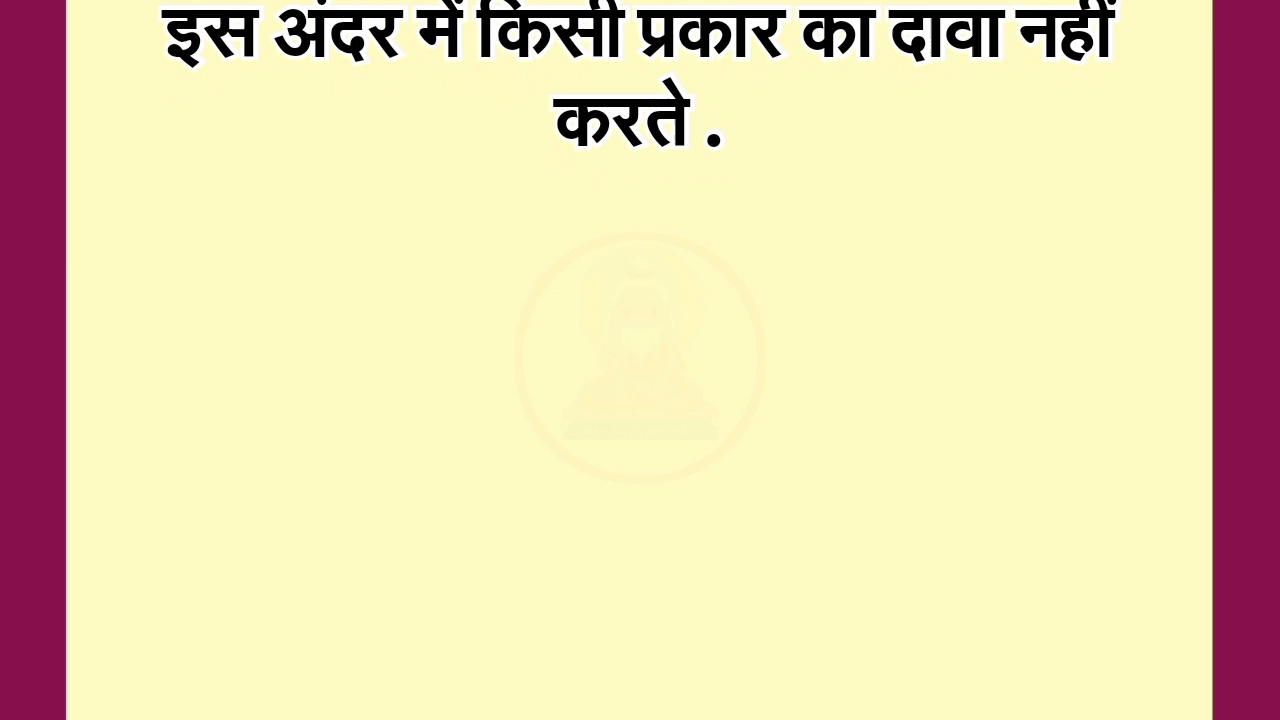 इस अंदर में किसी प्रकार का दावा नहीं
करते .